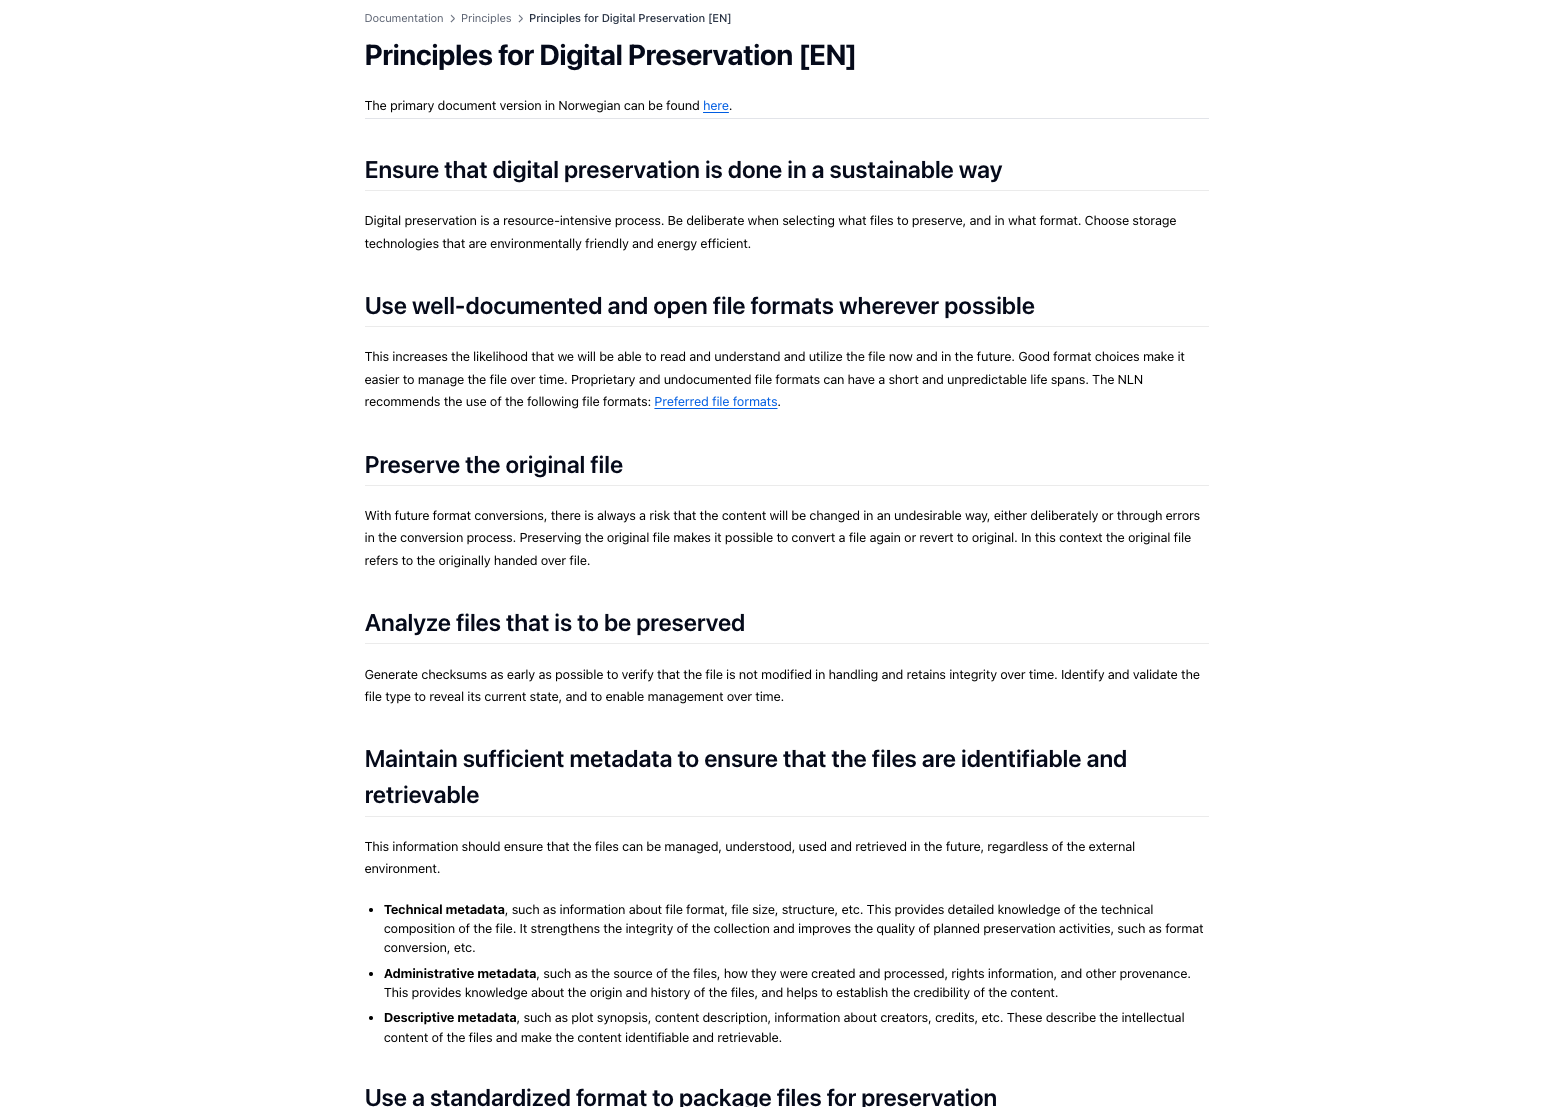 Documentation > Principles > Principles for Digital Preservation [EN]
Principles for Digital Preservation [EN]
The primary document version in Norwegian can be found here.
Ensure that digital preservation is done in a sustainable way
Digital preservation is a resource-intensive process. Be deliberate when selecting what files to preserve, and in what format. Choose storage
technologies that are environmentally friendly and energy efficient.
Use well-documented and open file formats wherever possible
This increases the likelihood that we will be able to read and understand and utilize the file now and in the future. Good format choices make it
easier to manage the file over time. Proprietary and undocumented file formats can have a short and unpredictable life spans. The NLN
recommends the use of the following file formats: Preferred file formats.
Preserve the original file
With future format conversions, there is always a risk that the content will be changed in an undesirable way, either deliberately or through errors
in the conversion process. Preserving the original file makes it possible to convert a file again or revert to original. In this context the original file
refers to the originally handed over file.
Analyze files that is to be preserved
Generate checksums as early as possible to verify that the file is not modified in handling and retains integrity over time. Identify and validate the
file type to reveal its current state, and to enable management over time.
Maintain sufficient metadata to ensure that the files are identifiable and
retrievable
This information should ensure that the files can be managed, understood, used and retrieved in the future, regardless of the external
environment.
• Technical metadata, such as information about file format, file size, structure, etc. This provides detailed knowledge of the technical
composition of the file. It strengthens the integrity of the collection and improves the quality of planned preservation activities, such as format
conversion, etc.
• Administrative metadata, such as the source of the files, how they were created and processed, rights information, and other provenance.
This provides knowledge about the origin and history of the files, and helps to establish the credibility of the content.
• Descriptive metadata, such as plot synopsis, content description, information about creators, credits, etc. These describe the intellectual
content of the files and make the content identifiable and retrievable.
Use a standardized format to package files for preservation